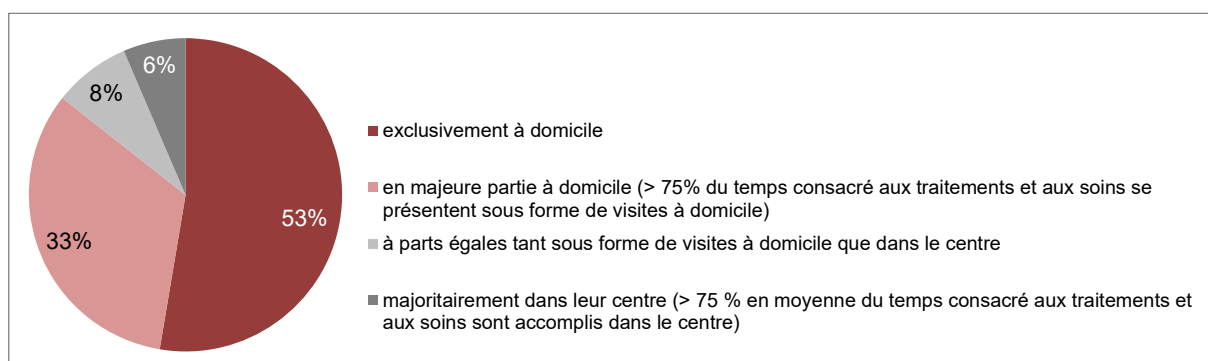 6%
8%
exclusivement à domicile
en majeure partie à domicile (> 75% du temps consacré aux traitements et aux soins se
présentent sous forme de visites à domicile)
53%
33%
à parts égales tant sous forme de visites à domicile que dans le centre
majoritairement dans leur centre (> 75 % en moyenne du temps consacré aux traitements et
aux soins sont accomplis dans le centre)